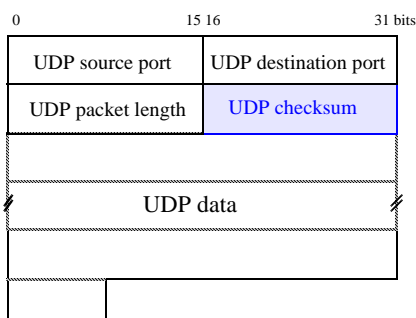 0 15 16 31 bits
UDP source port UDP destination port
UDP packet length UDP checksum
UDP data